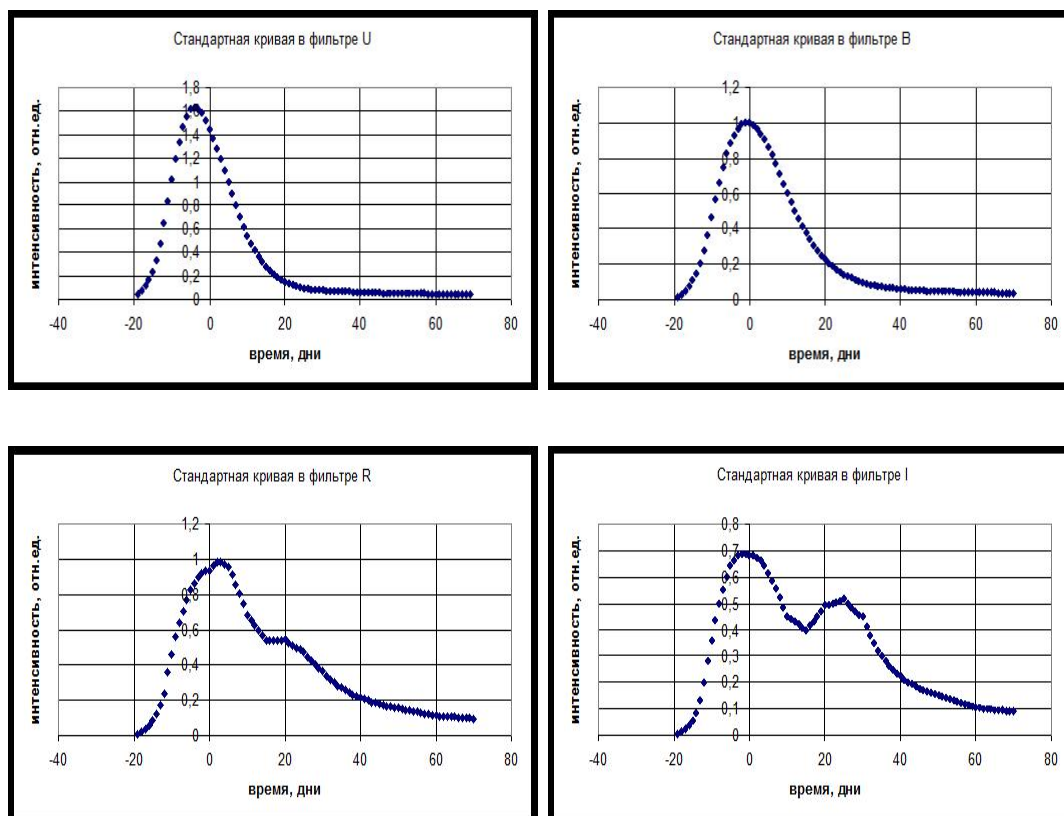 Стандартная кривая в фильтре U
интенсивность, отн.ед.
1,8
1,6
1,4
1,2
1
0,8
0,6
0,4
0,2
0
-40 -20 0 20 40 60 80
время, дни
Стандартная кривая в фильтре B
интенсивность, отн.ед.
1,2
1
0,8
0,6
0,4
0,2
0
-40 -20 0 20 40 60 80
время, дни
Стандартная кривая в фильтре R
интенсивность, отн.ед.
1,2
1
0,8
0,6
0,4
0,2
0
-40 -20 0 20 40 60 80
время, дни
Стандартная кривая в фильтре I
интенсивность, отн.ед.
0,8
0,7
0,6
0,5
0,4
0,3
0,2
0,1
0
-40 -20 0 20 40 60 80
время, дни